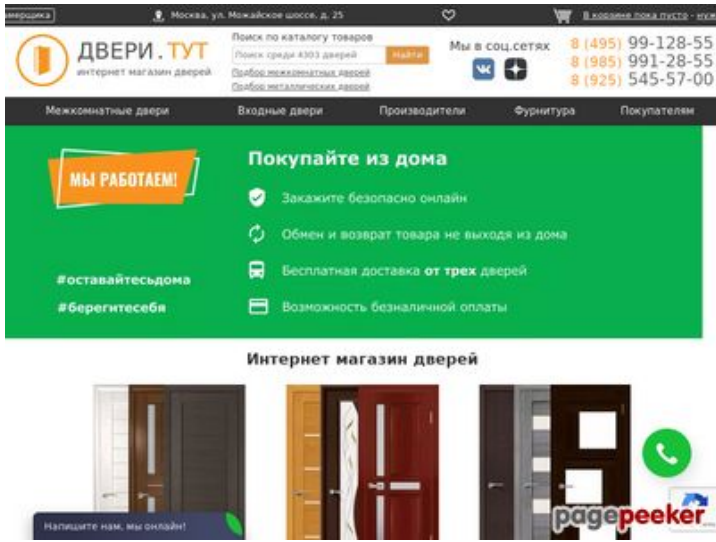 замерщика
Москва, ул. Можайское шоссе, д. 25
В корзине пока пусто - нуж
ДВЕРИ.ТУТ
интернет магазин дверей
Поиск по каталогу товаров
Поиск среди 4303 дверей
Найти
Подбор межкомнатных дверей
Подбор металлических дверей
Мы в соц.сетях
8 (495) 99-128-55
8 (985) 991-28-55
8 (925) 545-57-00
Межкомнатные двери Входные двери Производители Фурнитура Покупателям
МЫ РАБОТАЕМ!
Покупайте из дома
Закажите безопасно онлайн
Обмен и возврат товара не выходя из дома
Бесплатная доставка от трех дверей
Возможность безналичной оплаты
#оставайтесьдома
#берегитесебя
Интернет магазин дверей
Напишите нам, мы онлайн!
pagepeeker